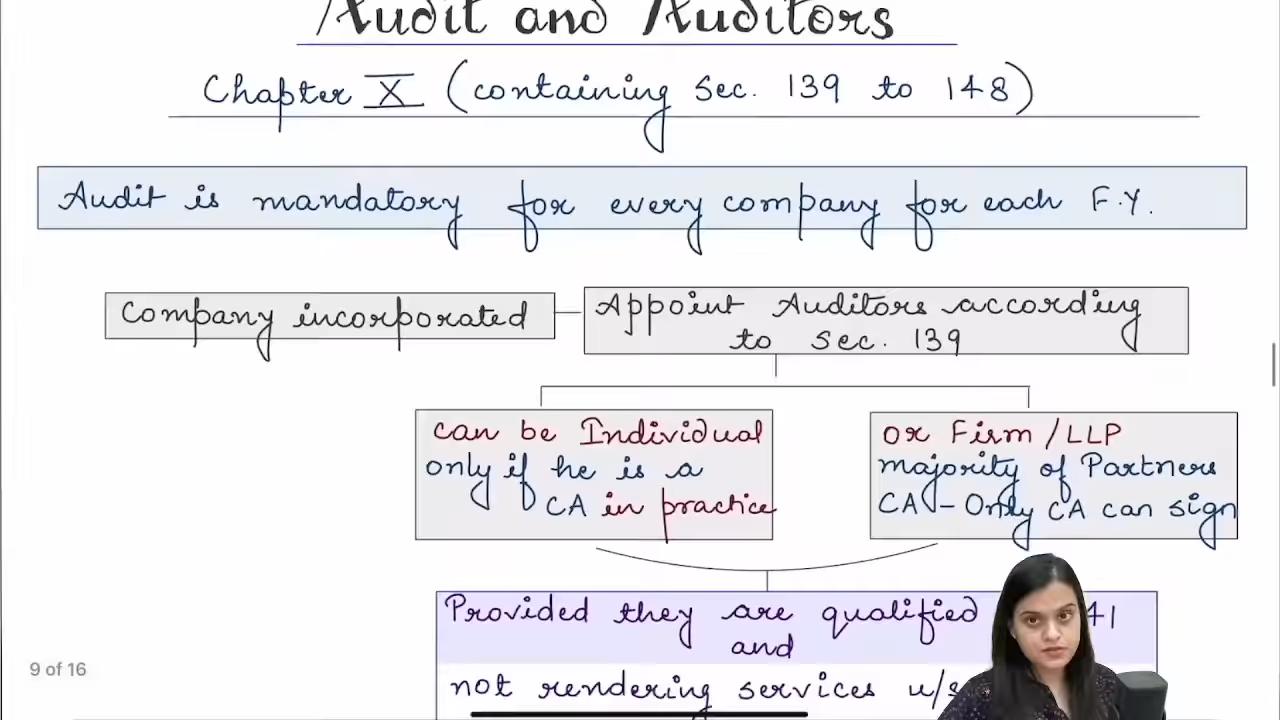 Audit and Auditors
Chapter X (containing Sec. 139 to 148)
Audit is mandatory for every company for each F.Y.
Company incorporated
Appoint Auditors according
to Sec. 139
can be Individual
only if he is a
CA in practice
or Firm/LLP
majority of Partners
CA - Only CA can sign
Provided they are qualified
and
not rendering services
9 of 16